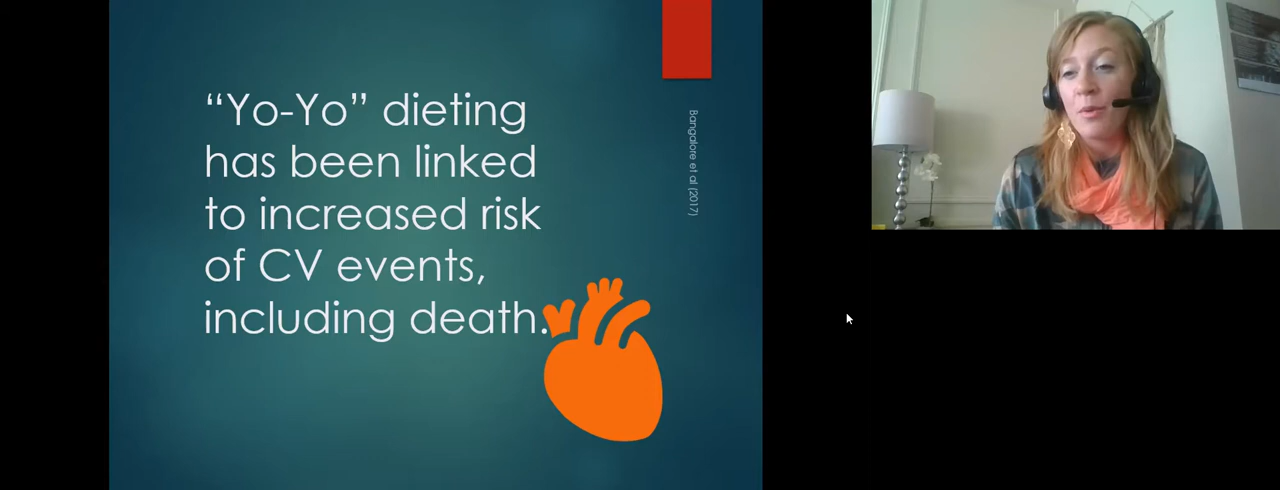 “Yo-Yo” dieting
has been linked
to increased risk
of CV events,
including death.
Bangalore et al (2017)